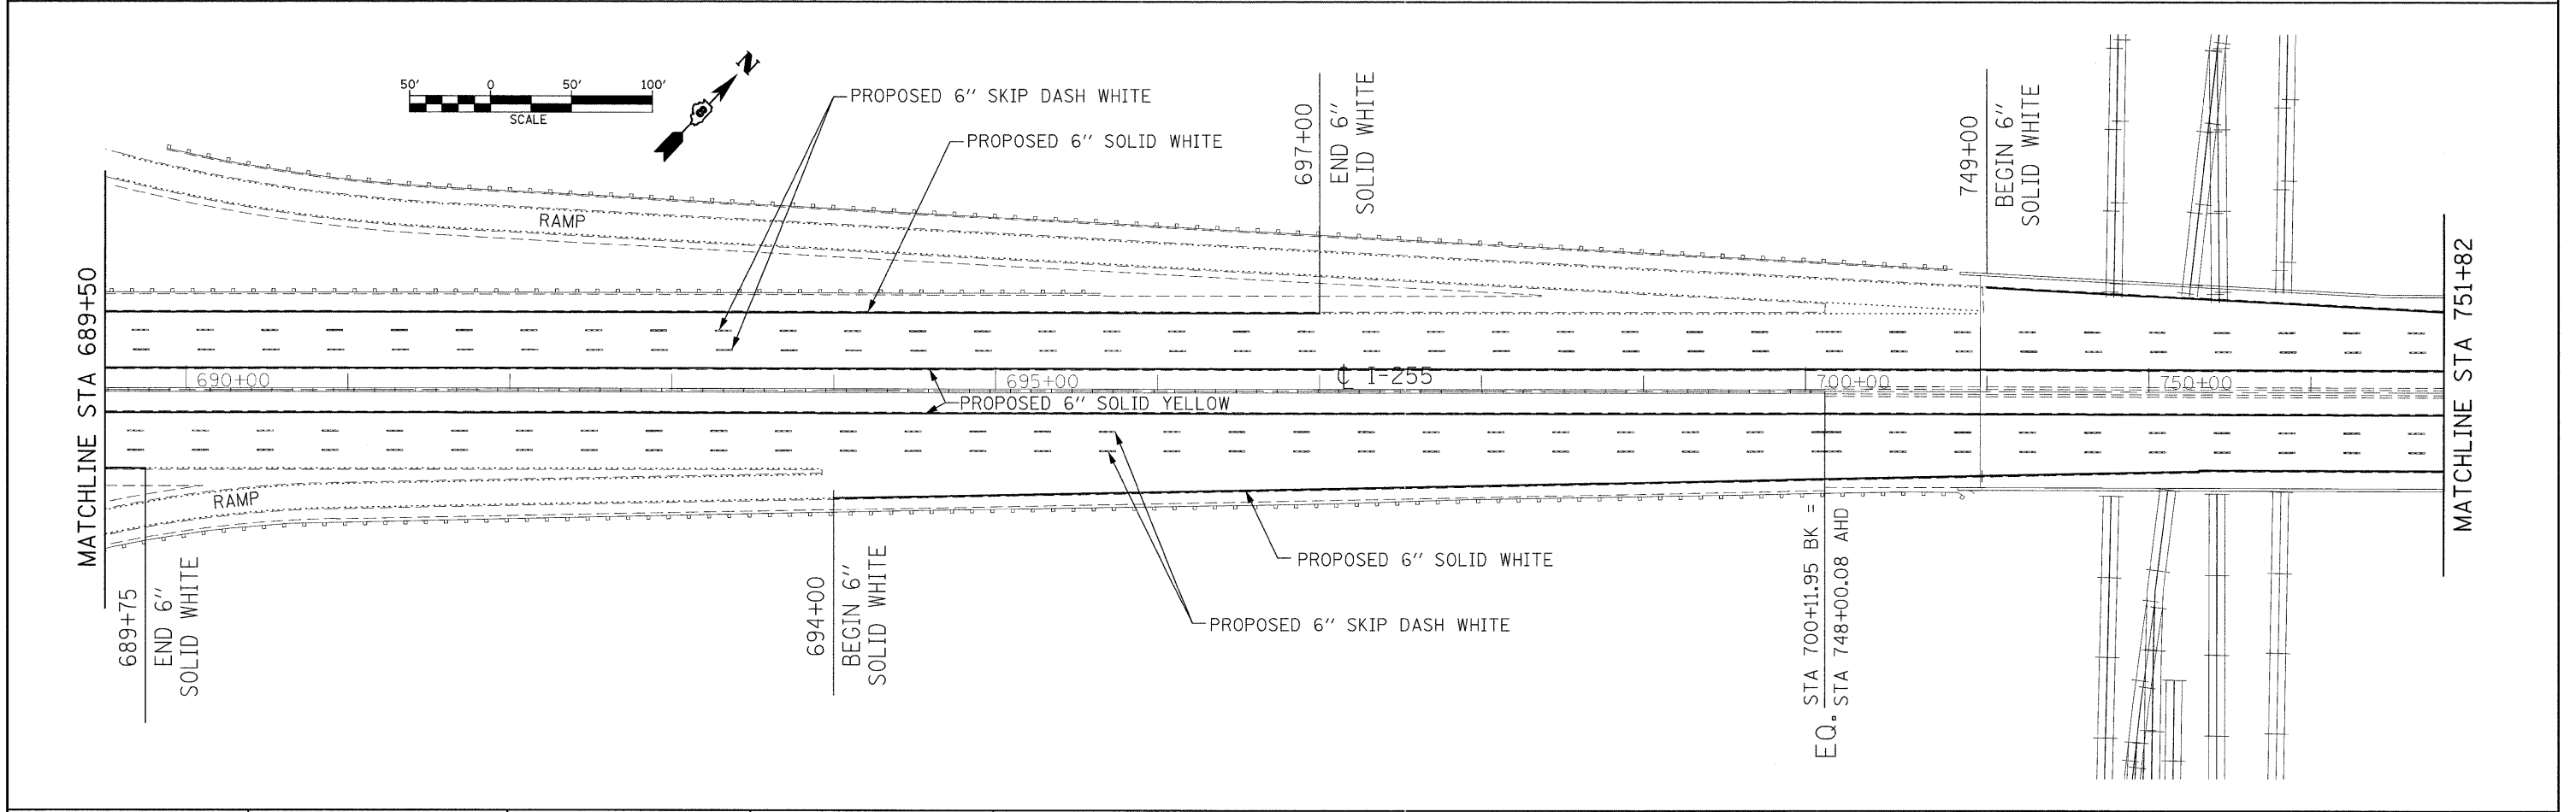 50' 0 50' 100'
SCALE
N
PROPOSED 6" SKIP DASH WHITE
PROPOSED 6" SOLID WHITE
697+00
END 6"
SOLID WHITE
749+00
BEGIN 6"
SOLID WHITE
RAMP
MATCHLINE STA 689+50
MATCHLINE STA 751+82
690+00
695+00
℄ I-255
700+00
750+00
PROPOSED 6" SOLID YELLOW
RAMP
689+75
END 6"
SOLID WHITE
694+00
BEGIN 6"
SOLID WHITE
PROPOSED 6" SOLID WHITE
PROPOSED 6" SKIP DASH WHITE
EQ. STA 700+11.95 BK =
STA 748+00.08 AHD